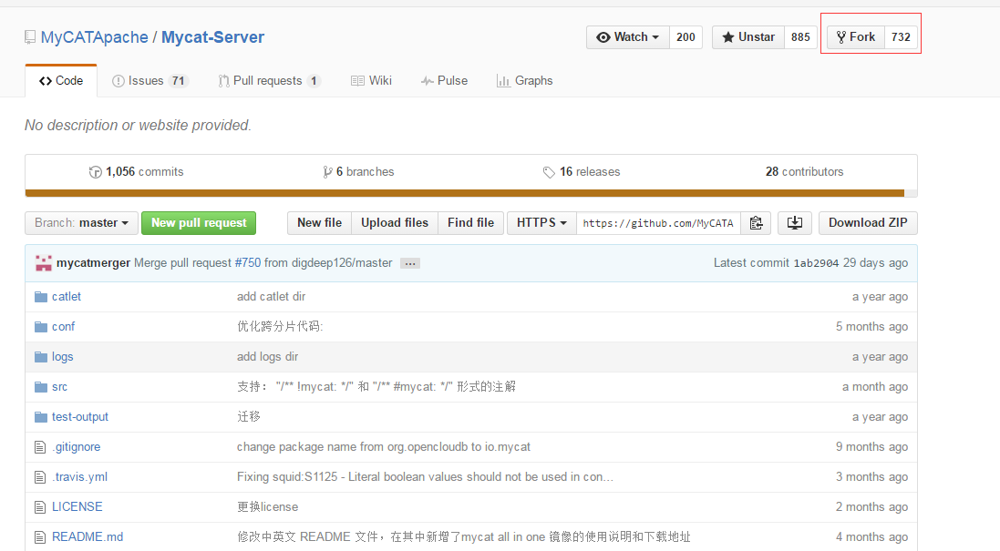 MyCATApache / Mycat-Server
Watch 200 Unstar 885 Fork 732
Code Issues 71 Pull requests 1 Wiki Pulse Graphs
No description or website provided.
1,056 commits 6 branches 16 releases 28 contributors
Branch: master New pull request New file Upload files Find file HTTPS https://github.com/MyCATA Download ZIP
mycatmerger Merge pull request #750 from digdeep126/master … Latest commit 1ab2904 29 days ago
catlet add catlet dir a year ago
conf 优化跨分片代码: 5 months ago
logs add logs dir a year ago
src 支持： "/** !mycat: */" 和 "/** #mycat: */" 形式的注解 a month ago
test-output 迁移 a year ago
.gitignore change package name from org.opencloudb to io.mycat 9 months ago
.travis.yml Fixing squid:S1125 - Literal boolean values should not be used in con... 3 months ago
LICENSE 更换license 2 months ago
README.md 修改中英文 README 文件，在其中新增了mycat all in one 镜像的使用说明和下载地址 4 months ago